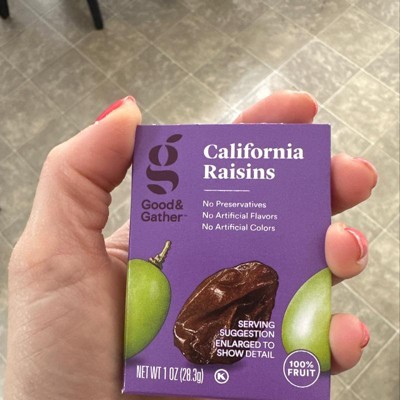 g
Good&
Gather™
California
Raisins
No Preservatives
No Artificial Flavors
No Artificial Colors
SERVING
SUGGESTION
ENLARGED TO
SHOW DETAIL
NET WT 1 OZ (28.3g)
K
100%
FRUIT